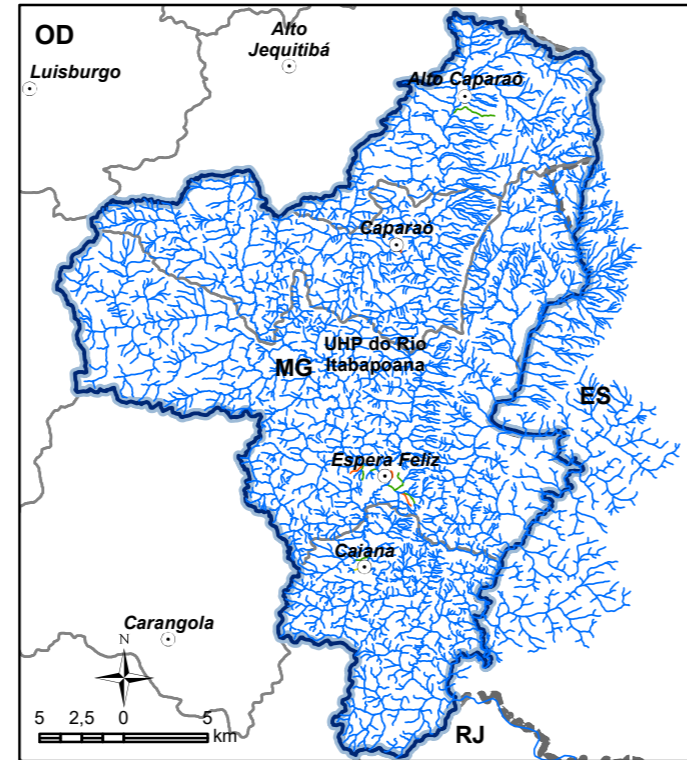 OD
Alto
Jequitibá
Luisburgo
Alto Caparaó
Caparaó
UHP do Rio
Itabapoana
MG
ES
Espera Feliz
Caiana
Carangola
N
5 2,5 0 5
km
RJ